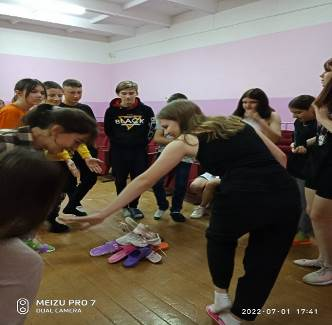 BLACK
MEIZU PRO 7
DUAL CAMERA
2022-07-01 17:41